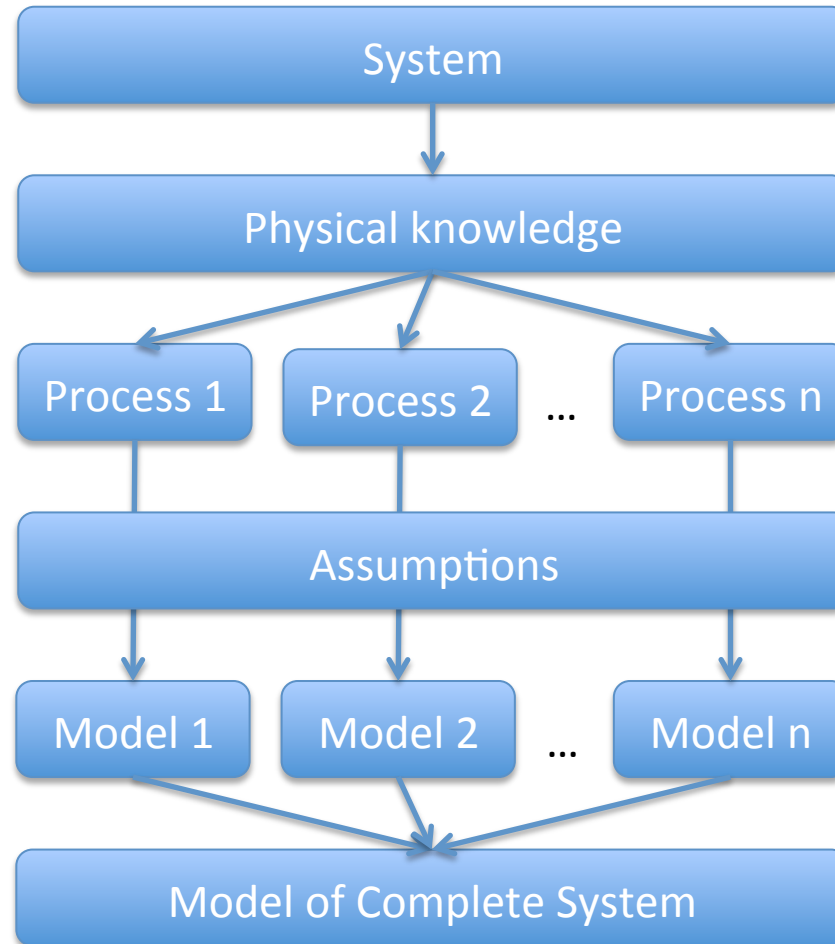 System
Physical knowledge
Process 1
Process 2
...
Process n
Assumptions
Model 1
Model 2
...
Model n
Model of Complete System